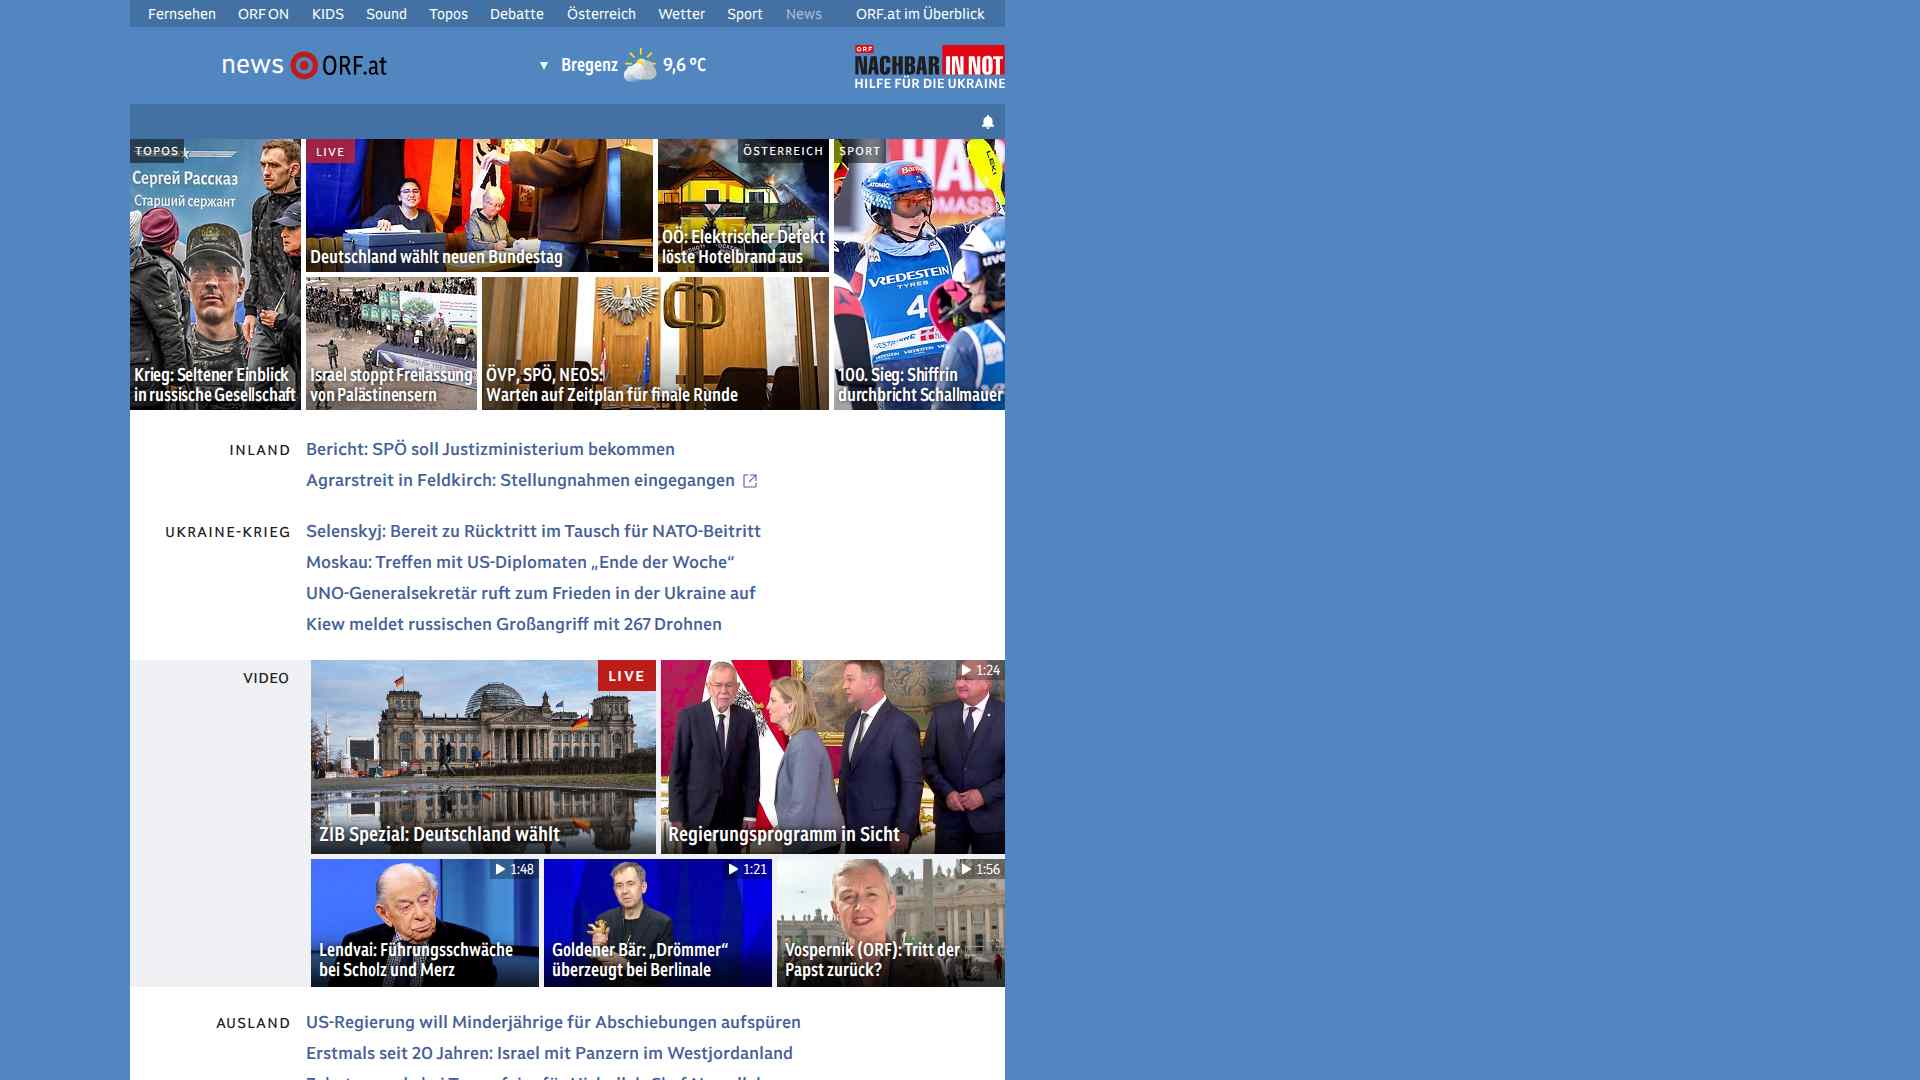 Fernsehen ORF ON KIDS Sound Topos Debatte Österreich Wetter Sport News ORF.at im Überblick
news ORF.at
Bregenz 9,6 °C
ORF
NACHBAR IN NOT
HILFE FÜR DIE UKRAINE
TOPOS
Сергей Рассказ
Старший сержант
Krieg: Seltener Einblick
in russische Gesellschaft
LIVE
Deutschland wählt neuen Bundestag
ÖSTERREICH
OÖ: Elektrischer Defekt
löste Hotelbrand aus
Israel stoppt Freilassung
von Palästinensern
ÖVP, SPÖ, NEOS:
Warten auf Zeitplan für finale Runde
SPORT
VREDESTEIN
TYRES
4
100. Sieg: Shiffrin
durchbricht Schallmauer
INLAND
Bericht: SPÖ soll Justizministerium bekommen
Agrarstreit in Feldkirch: Stellungnahmen eingegangen
UKRAINE-KRIEG
Selenskyj: Bereit zu Rücktritt im Tausch für NATO-Beitritt
Moskau: Treffen mit US-Diplomaten „Ende der Woche“
UNO-Generalsekretär ruft zum Frieden in der Ukraine auf
Kiew meldet russischen Großangriff mit 267 Drohnen
VIDEO
LIVE
ZIB Spezial: Deutschland wählt
1:24
Regierungsprogramm in Sicht
1:48
Lendvai: Führungsschwäche
bei Scholz und Merz
1:21
Goldener Bär: „Drömmer“
überzeugt bei Berlinale
1:56
Vospernik (ORF): Tritt der
Papst zurück?
AUSLAND
US-Regierung will Minderjährige für Abschiebungen aufspüren
Erstmals seit 20 Jahren: Israel mit Panzern im Westjordanland